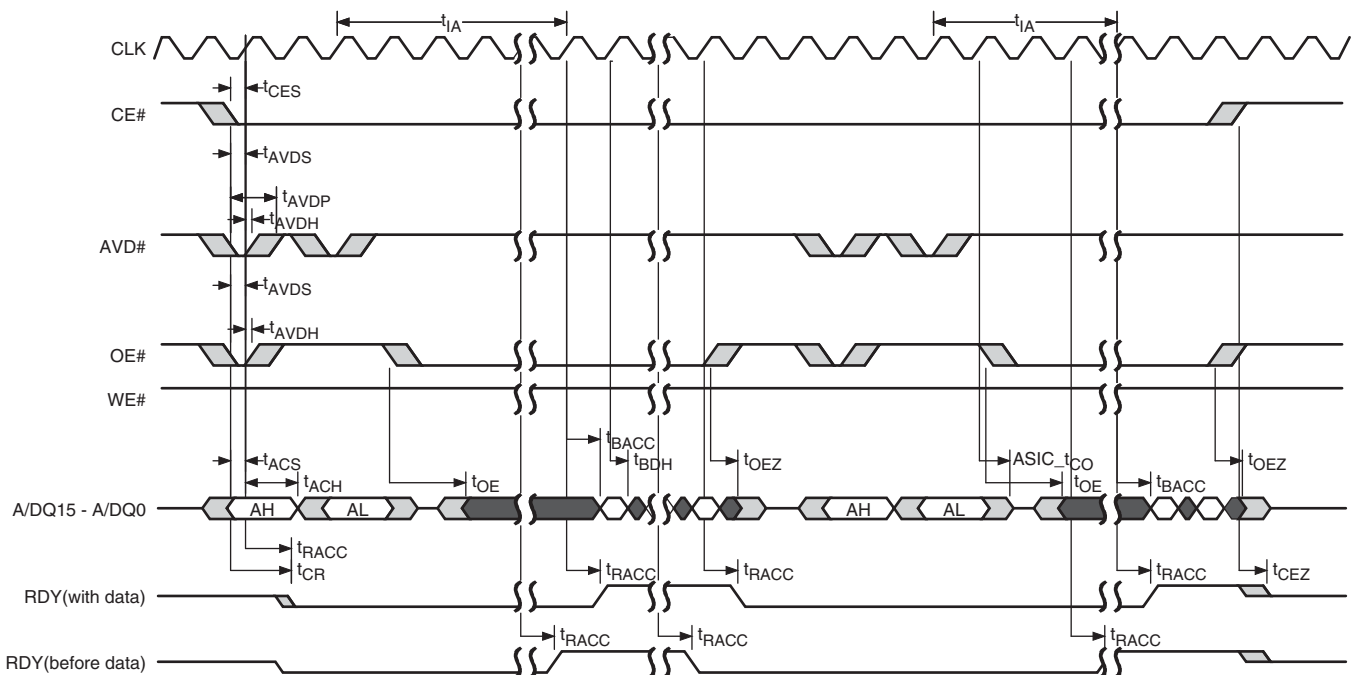 tIA tIA
CLK
tCES
CE#
tAVDS
tAVDP
tAVDH
AVD#
tAVDS
tAVDH
OE#
WE#
tBACC
tACS tBDH tOEZ ASIC_tCO tOEZ
tACH tOE tOE tBACC
A/DQ15 - A/DQ0 AH AL AH AL
tRACC
tCR tRACC tRACC tRACC tCEZ
RDY(with data)
tRACC tRACC tRACC
RDY(before data)